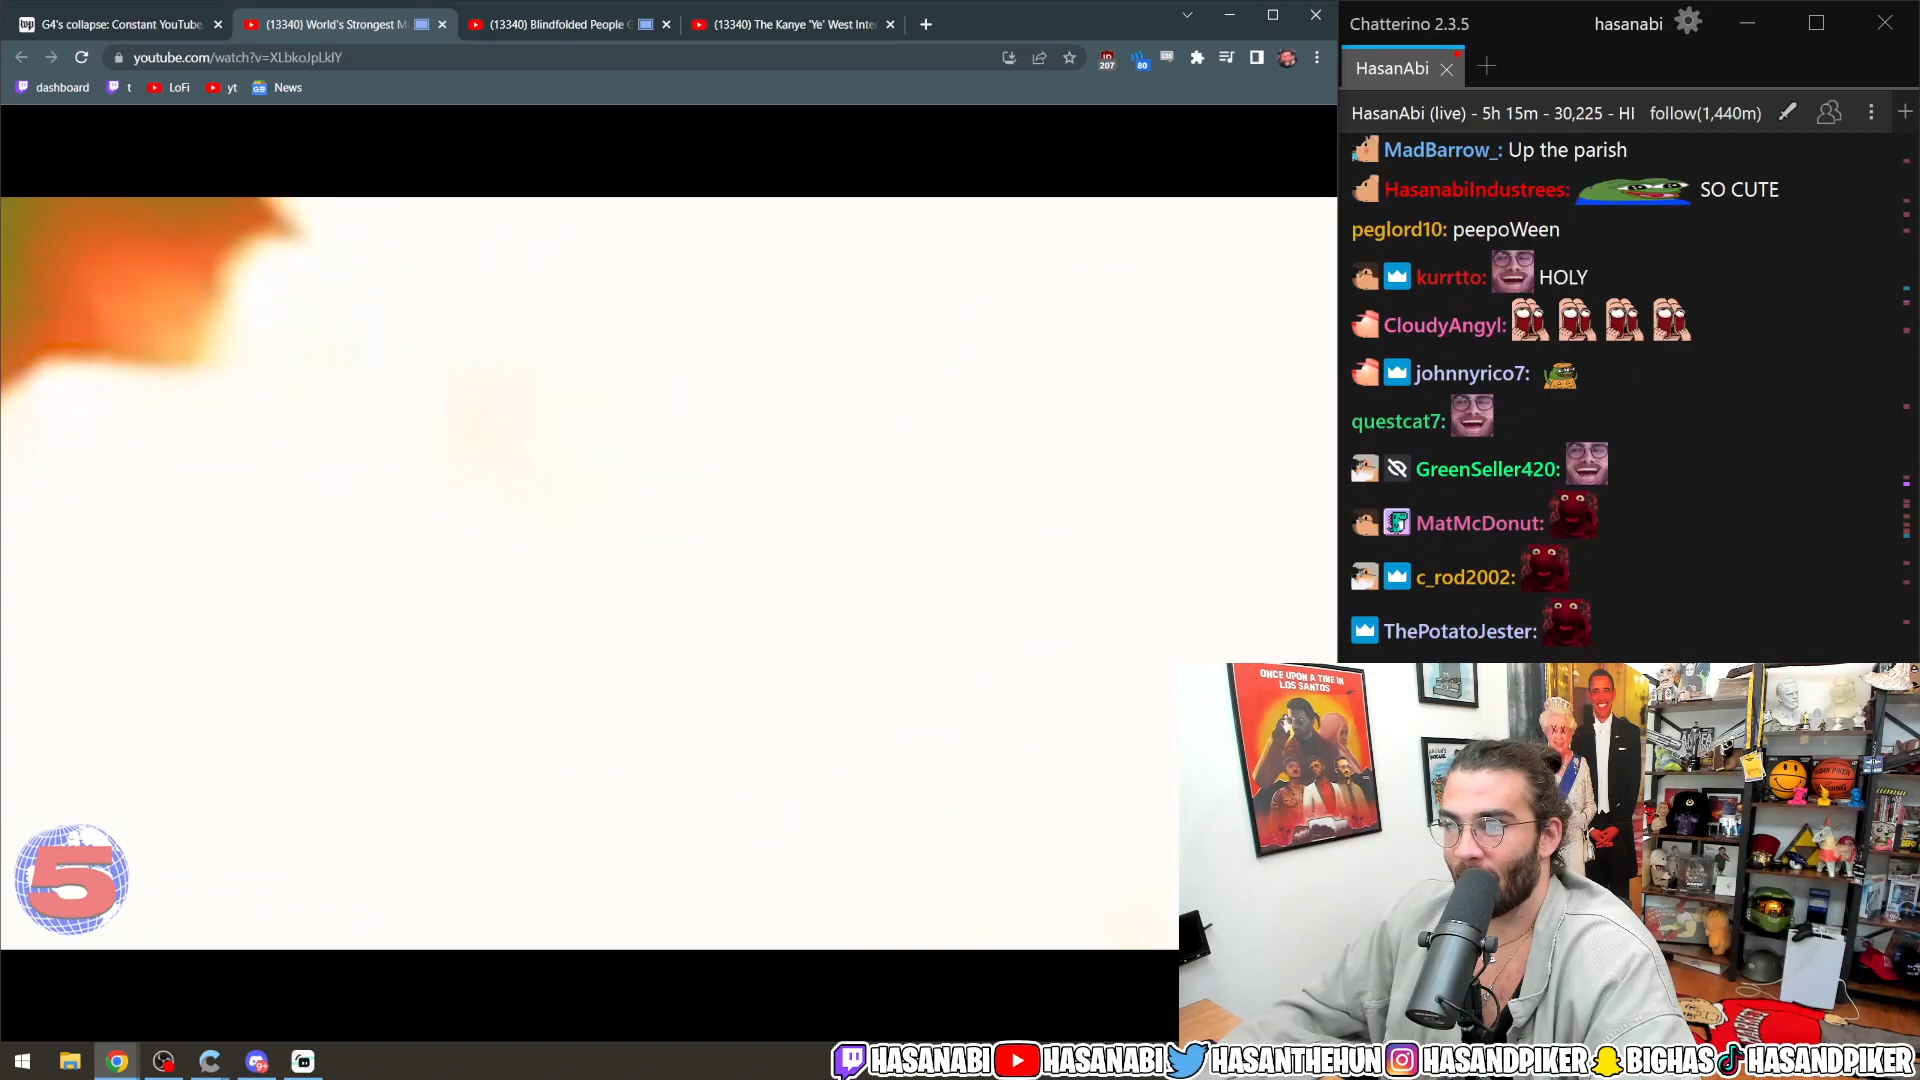 G4's collapse: Constant YouTube
(13340) World's Strongest M
(13340) Blindfolded People G
(13340) The Kanye 'Ye' West Inte
youtube.com/watch?v=XLbkoJpLkIY
207
80
dashboard
t
LoFi
yt
News
Chatterino 2.3.5
hasanabi
HasanAbi
HasanAbi (live) - 5h 15m - 30,225 - HI follow(1,440m)
MadBarrow_: Up the parish
HasanabiIndustrees: SO CUTE
peglord10: peepoWeen
kurrtto: HOLY
CloudyAngyl:
johnnyrico7:
questcat7:
GreenSeller420:
MatMcDonut:
c_rod2002:
ThePotatoJester:
5
ONCE UPON A TIME IN
LOS SANTOS
HASANABI HASANABI HASANTHEHUN HASANDPIKER BIGHAS HASANDPIKER